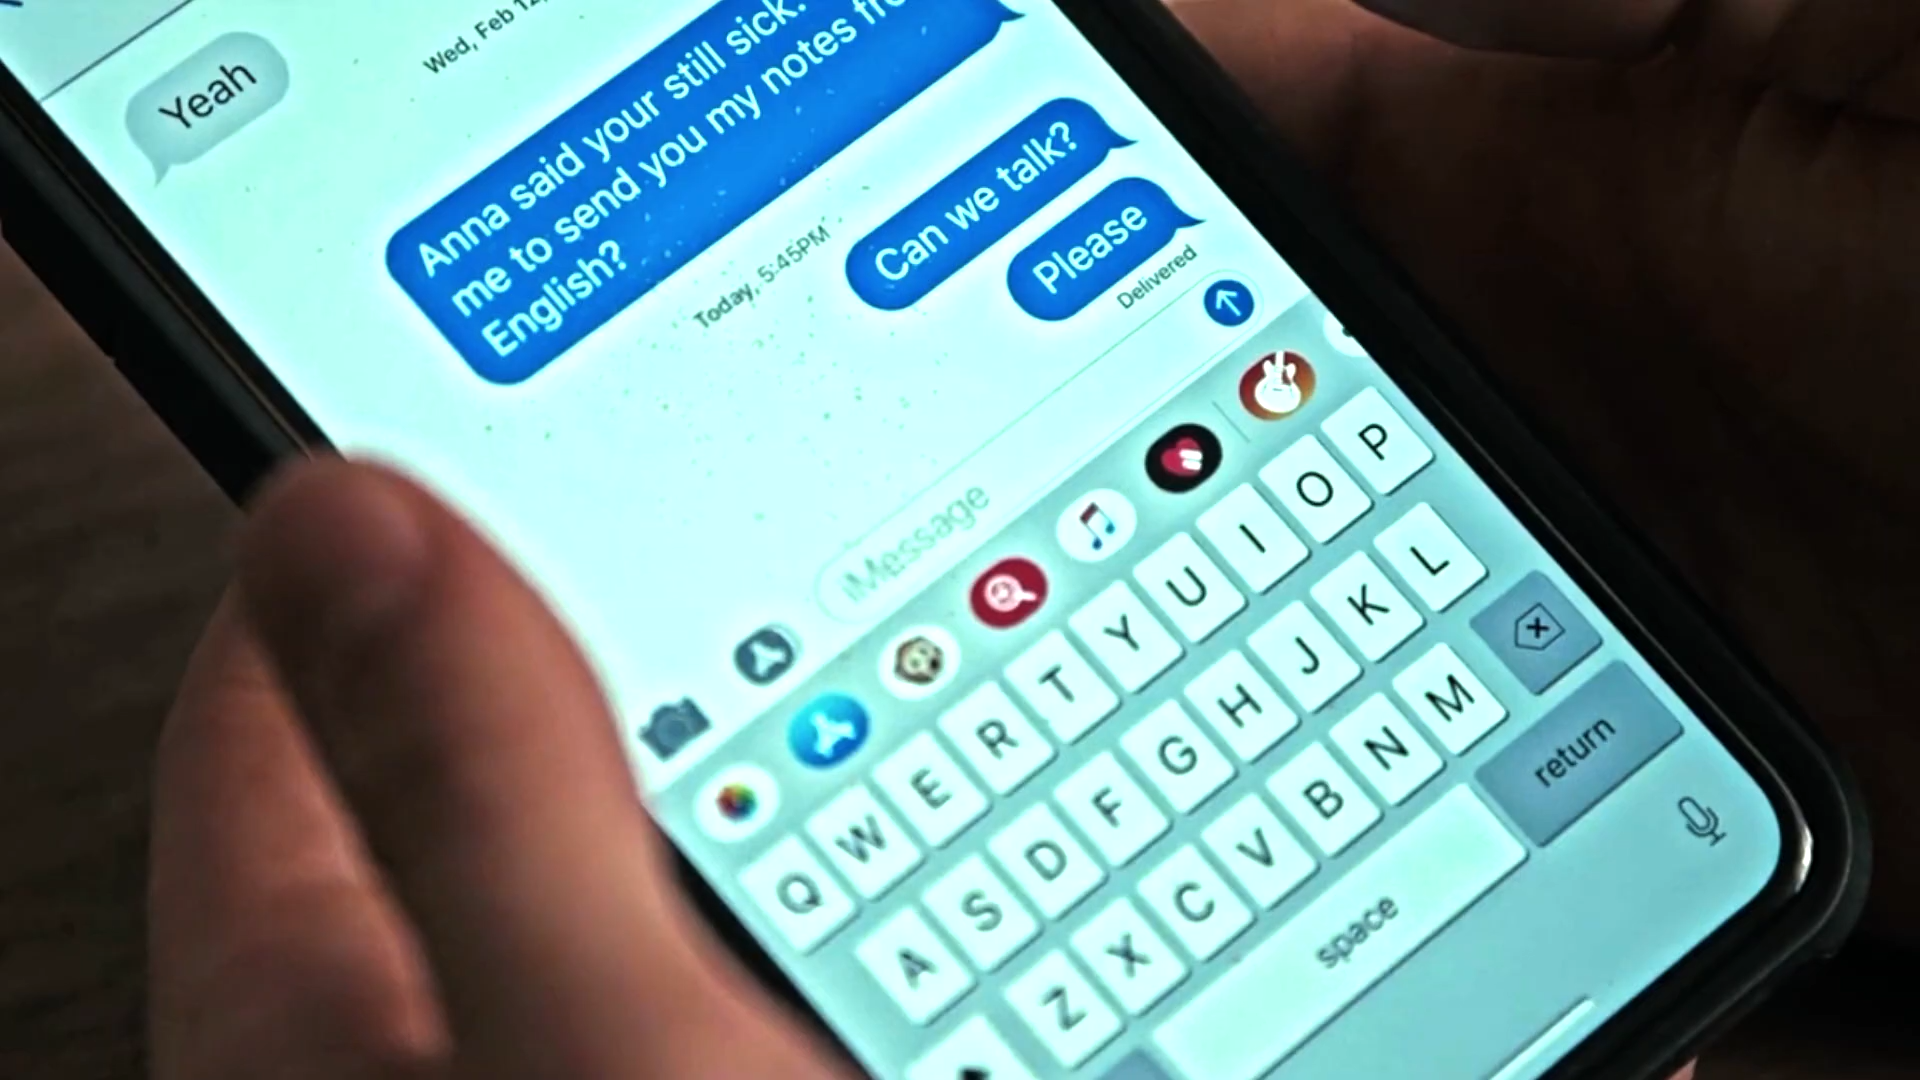 Yeah
Wed, Feb 12,
Anna said your still sick.
me to send you my notes
English?
Today, 5:45PM
Can we talk?
Please
Delivered
iMessage
Q W E R T Y U I O P
A S D F G H J K L
Z X C V B N M
space return